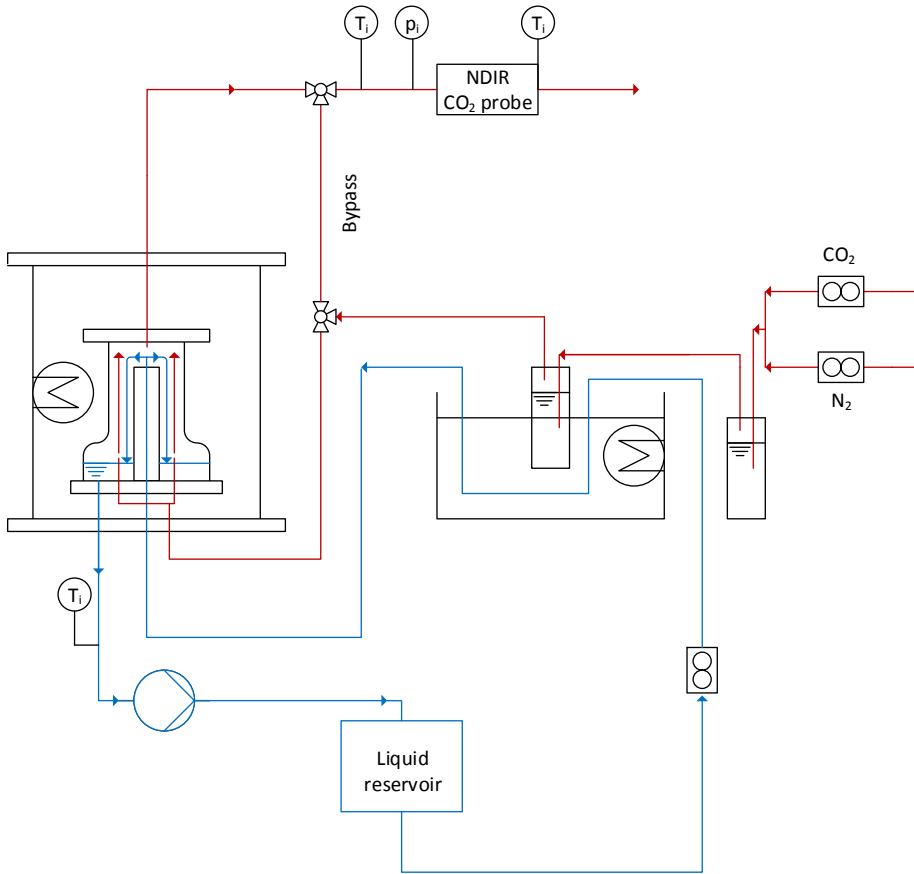 Tᵢ
pᵢ
Tᵢ
NDIR
CO₂ probe
Bypass
CO₂
N₂
Tᵢ
Liquid
reservoir